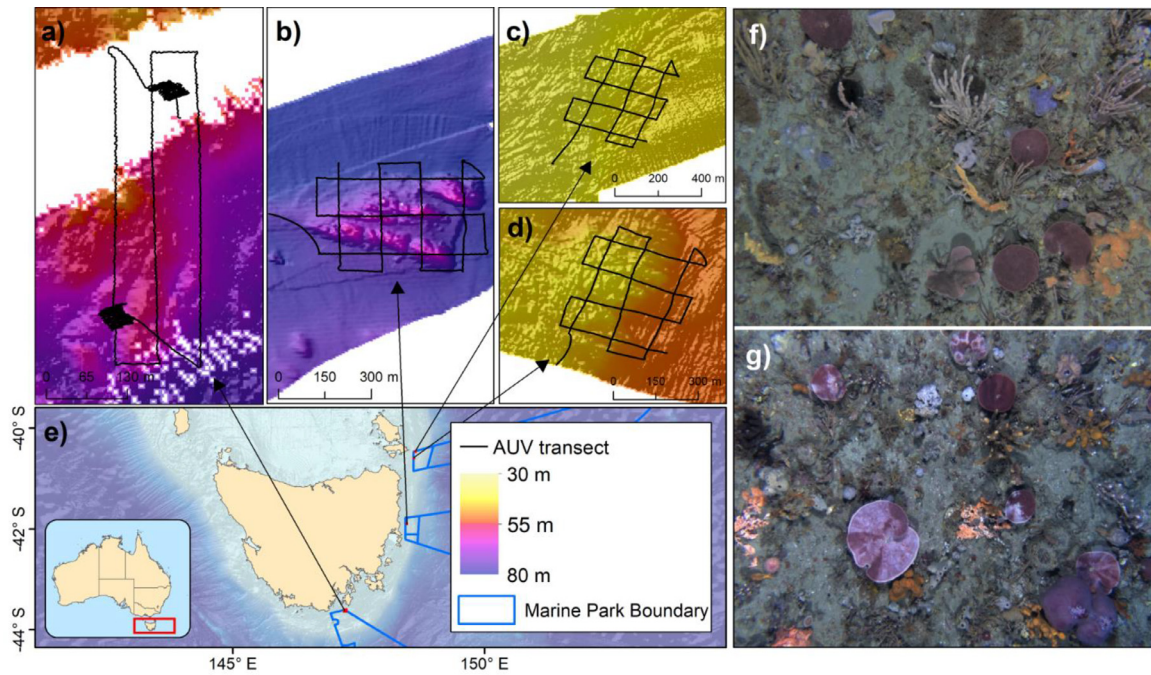 a)
0 65 130 m
b)
0 150 300 m
c)
0 200 400 m
d)
0 150 300 m
e)
-40° S
-42° S
-44° S
145° E
150° E
AUV transect
30 m
55 m
80 m
Marine Park Boundary
f)
g)